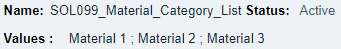 Name: SOL099_Material_Category_List Status: Active
Values : Material 1 ; Material 2 ; Material 3